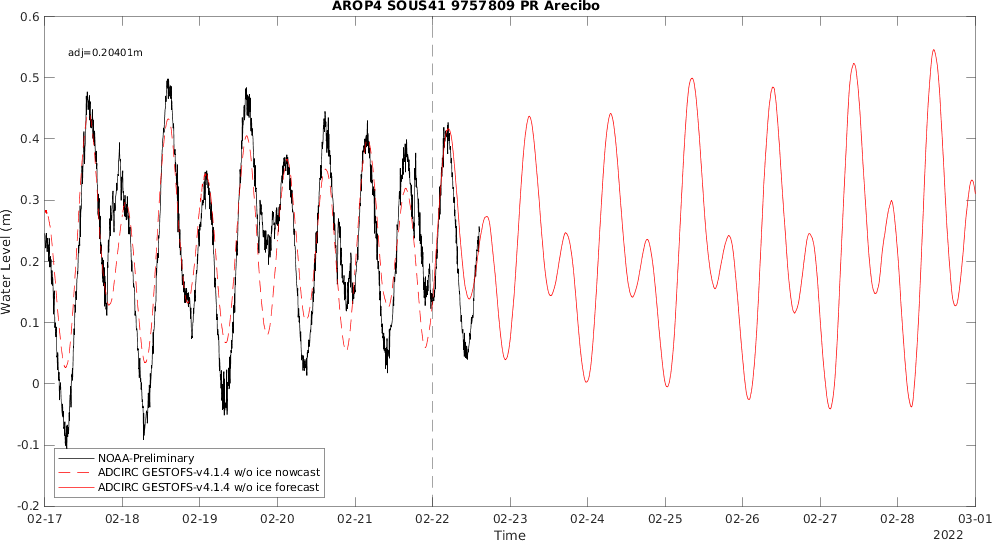 AROP4 SOUS41 9757809 PR Arecibo
adj=0.20401m
0.6
0.5
0.4
0.3
0.2
0.1
0
-0.1
-0.2
Water Level (m)
NOAA-Preliminary
ADCIRC GESTOFS-v4.1.4 w/o ice nowcast
ADCIRC GESTOFS-v4.1.4 w/o ice forecast
02-17 02-18 02-19 02-20 02-21 02-22 02-23 02-24 02-25 02-26 02-27 02-28 03-01
Time
2022